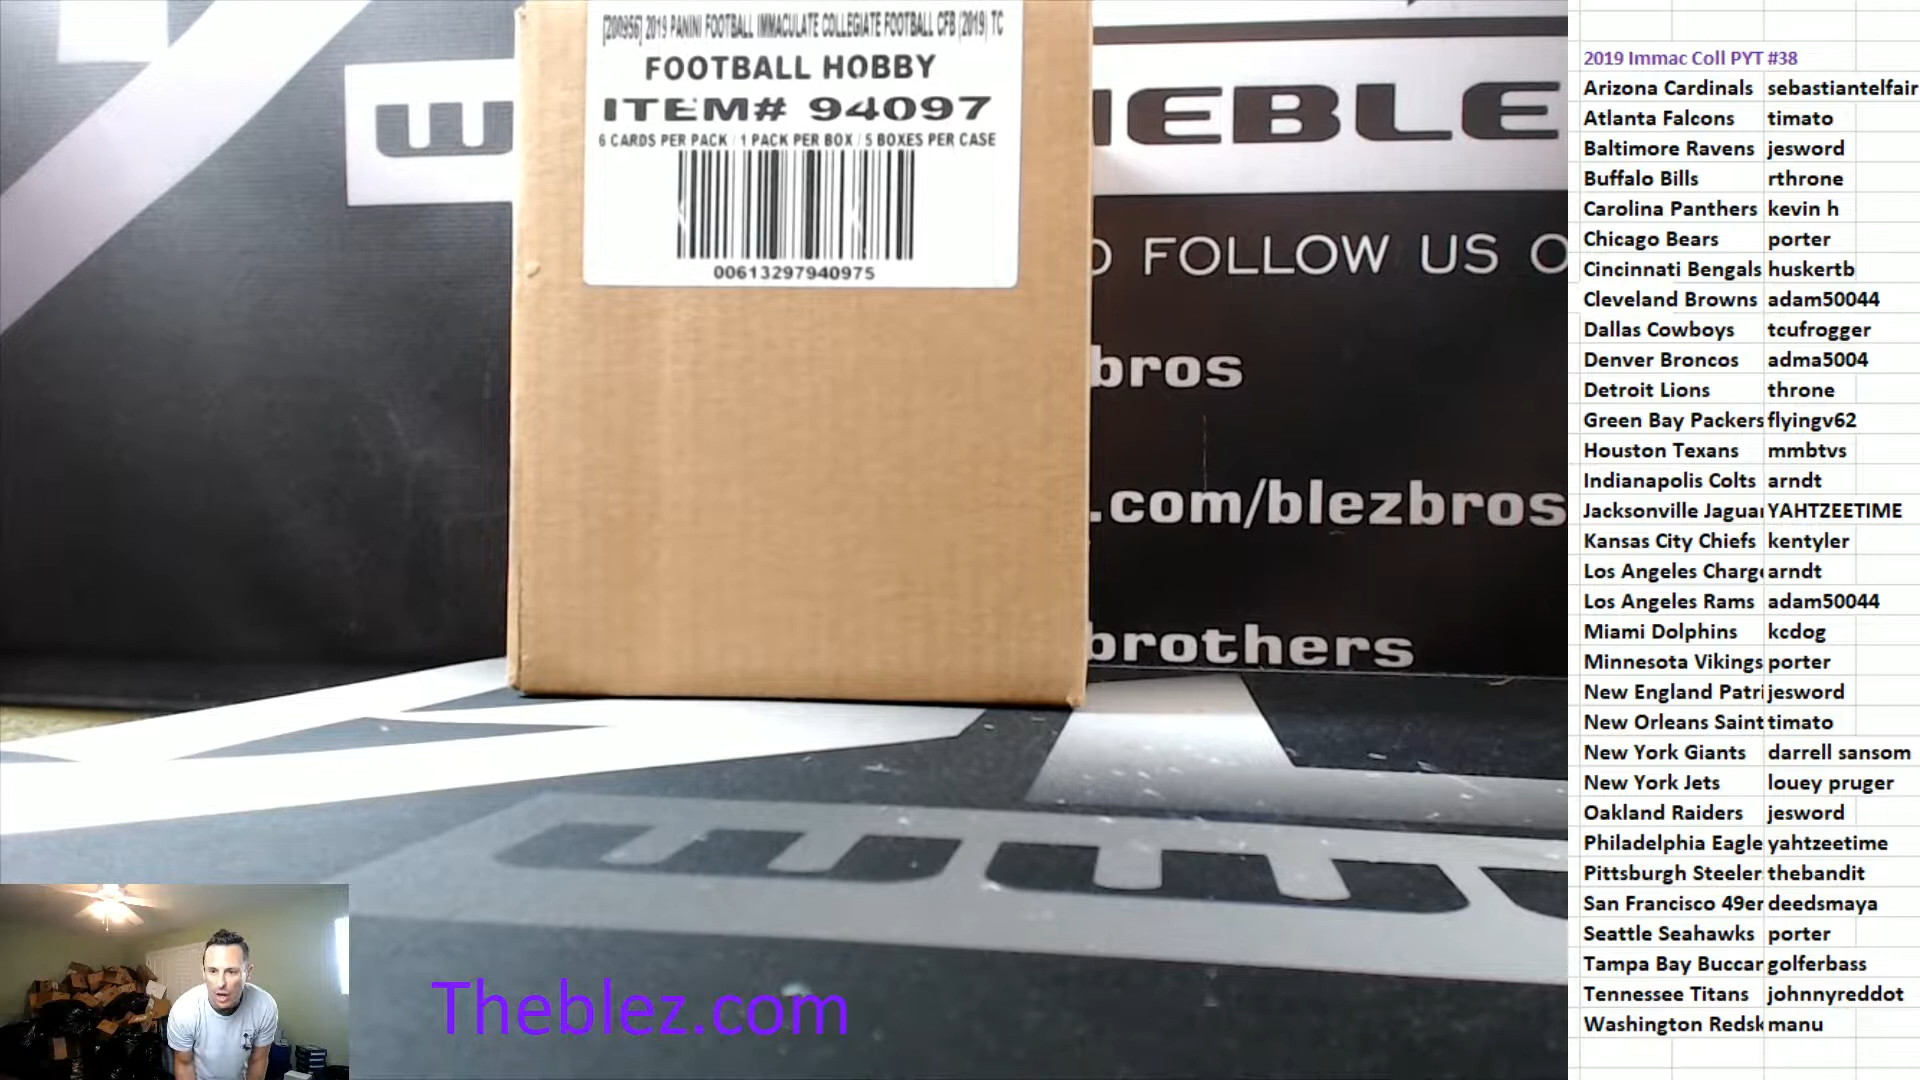 [200956] 2019 PANINI FOOTBALL IMMACULATE COLLEGIATE FOOTBALL CFB (2019) TC
FOOTBALL HOBBY
ITEM# 94097
6 CARDS PER PACK / 1 PACK PER BOX / 5 BOXES PER CASE
00613297940975
W
HEBLE
O FOLLOW US O
bros
.com/blezbros
brothers
Theblez.com
2019 Immac Coll PYT #38
Arizona Cardinals sebastiantelfair
Atlanta Falcons timato
Baltimore Ravens jesword
Buffalo Bills rthrone
Carolina Panthers kevin h
Chicago Bears porter
Cincinnati Bengals huskertb
Cleveland Browns adam50044
Dallas Cowboys tcufrogger
Denver Broncos adma5004
Detroit Lions throne
Green Bay Packers flyingv62
Houston Texans mmbtvs
Indianapolis Colts arndt
Jacksonville Jaguar YAHTZEETIME
Kansas City Chiefs kentyler
Los Angeles Charge arndt
Los Angeles Rams adam50044
Miami Dolphins kcdog
Minnesota Vikings porter
New England Patri jesword
New Orleans Saint timato
New York Giants darrell sansom
New York Jets louey pruger
Oakland Raiders jesword
Philadelphia Eagle yahtzeetime
Pittsburgh Steeler thebandit
San Francisco 49er deedsmaya
Seattle Seahawks porter
Tampa Bay Buccar golferbass
Tennessee Titans johnnyreddot
Washington Redsk manu